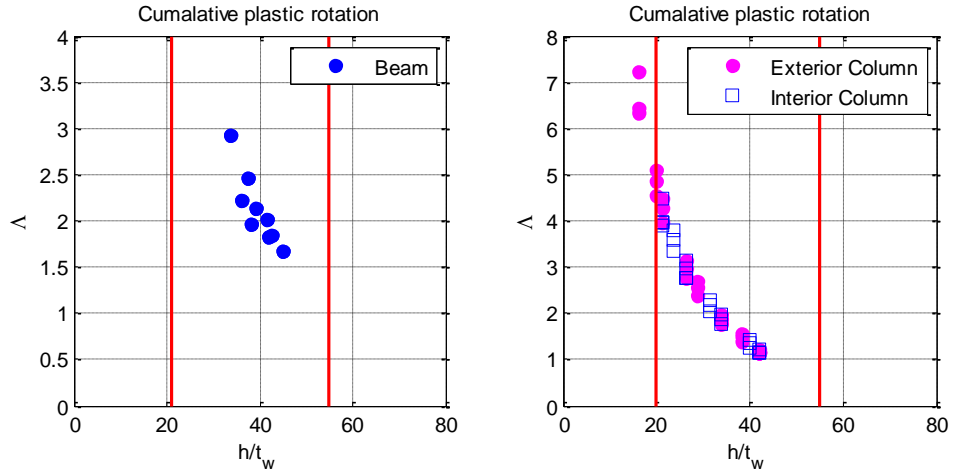 Cumalative plastic rotation
4
3.5
3
2.5
2
1.5
1
0.5
0
Λ
Beam
0 20 40 60 80
h/t_w
Cumalative plastic rotation
8
7
6
5
4
3
2
1
0
Λ
Exterior Column
Interior Column
0 20 40 60 80
h/t_w